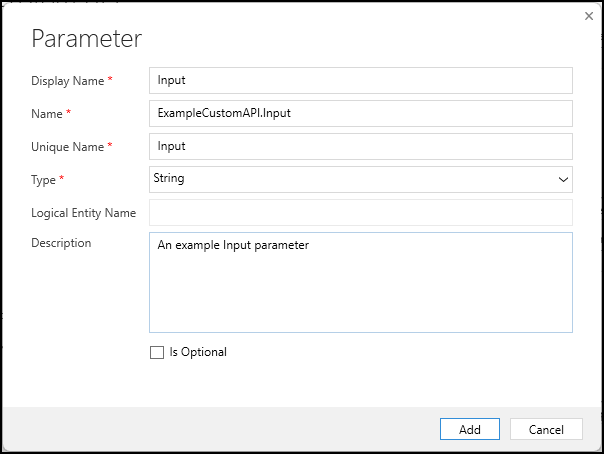 Parameter
Display Name * Input
Name * ExampleCustomAPI.Input
Unique Name * Input
Type * String
Logical Entity Name
Description An example Input parameter
Is Optional
Add Cancel